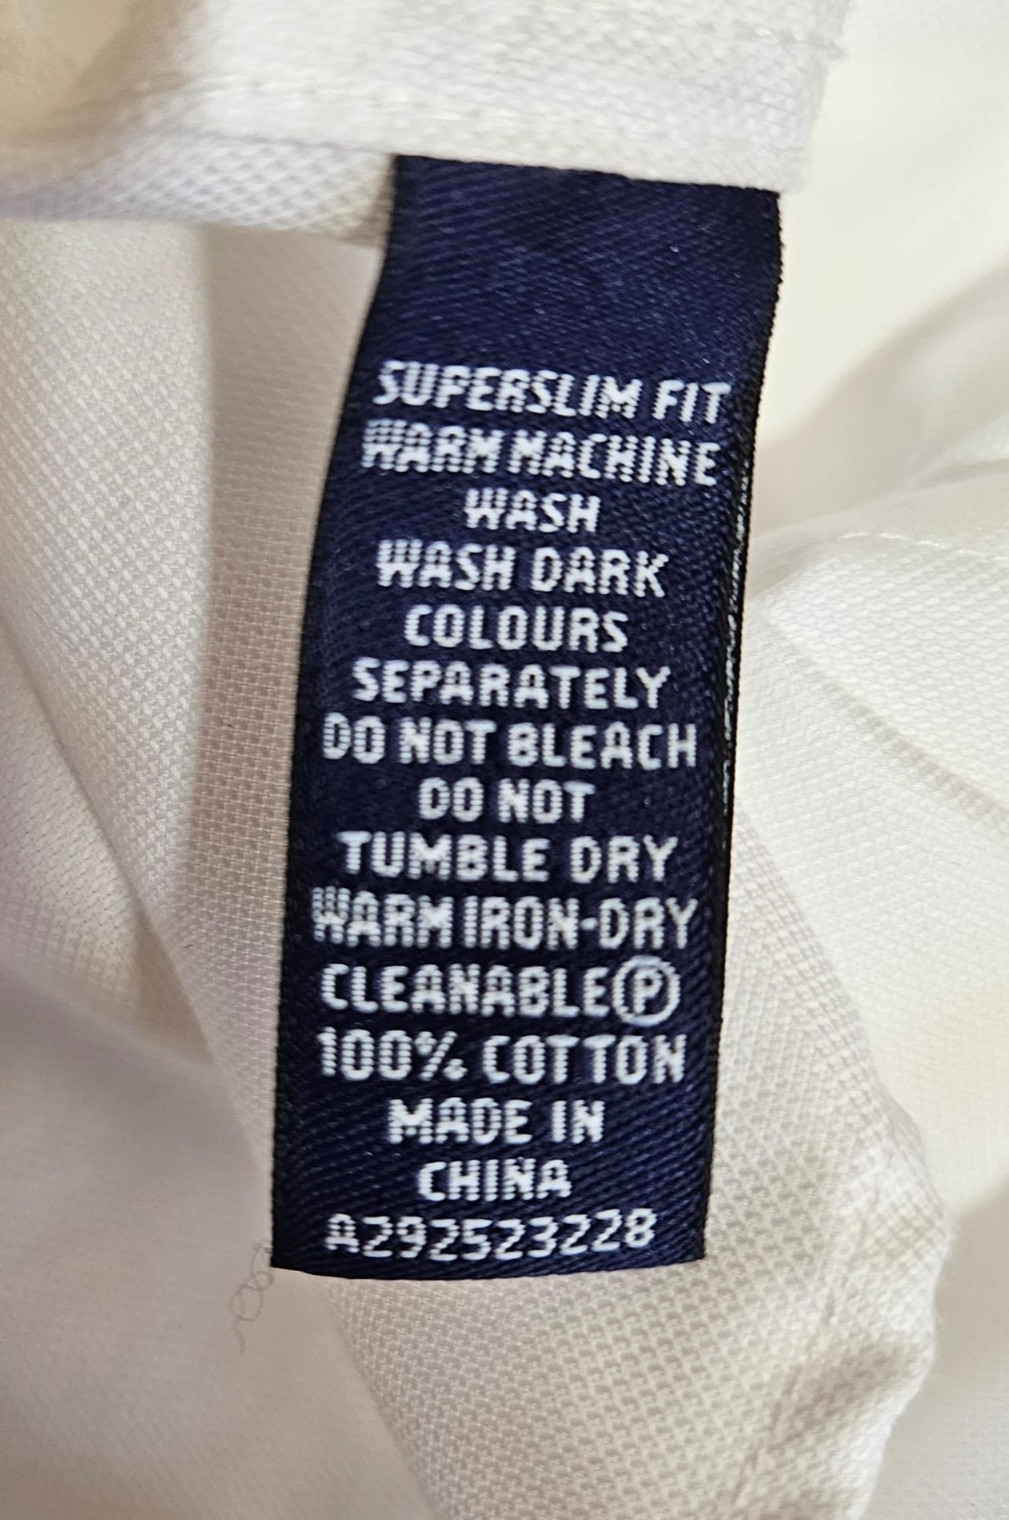 SUPERSLIM FIT
WARM MACHINE
WASH
WASH DARK
COLOURS
SEPARATELY
DO NOT BLEACH
DO NOT
TUMBLE DRY
WARM IRON-DRY
CLEANABLE Ⓟ
100% COTTON
MADE IN
CHINA
A292523228